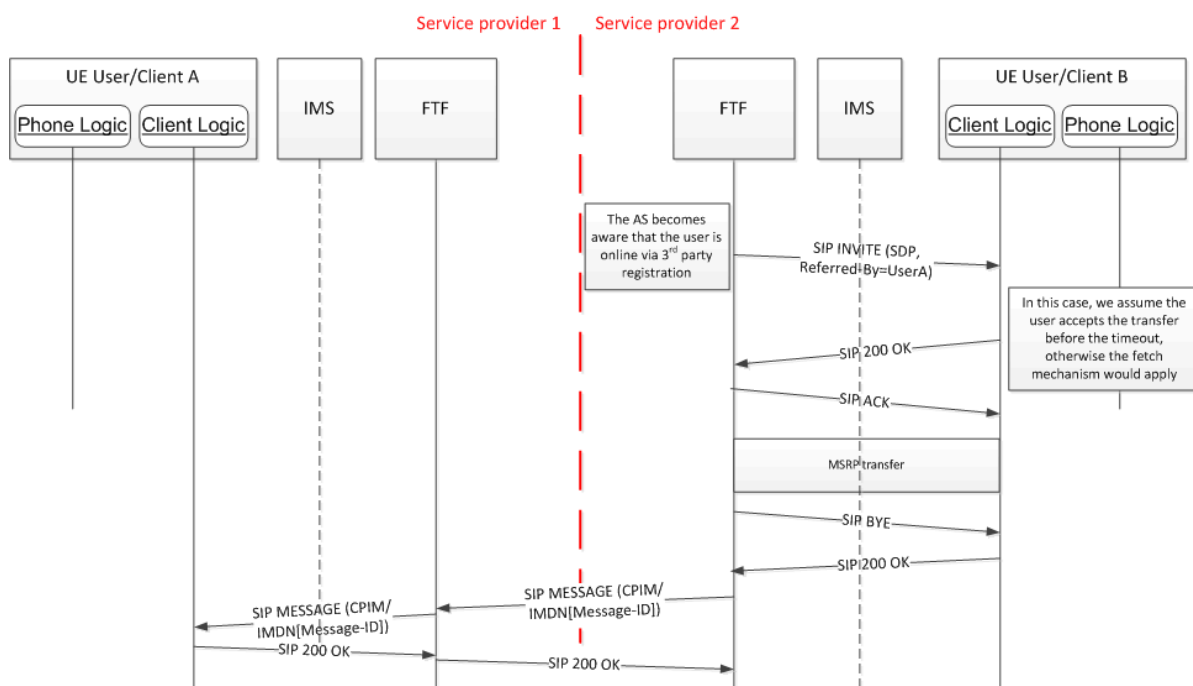 Service provider 1
Service provider 2
UE User/Client A
Phone Logic
Client Logic
IMS
FTF
FTF
IMS
UE User/Client B
Client Logic
Phone Logic
The AS becomes
aware that the user is
online via 3rd party
registration
SIP INVITE (SDP,
Referred-By=UserA)
In this case, we assume the
user accepts the transfer
before the timeout,
otherwise the fetch
mechanism would apply
SIP 200 OK
SIP ACK
MSRP transfer
SIP BYE
SIP 200 OK
SIP MESSAGE (CPIM/
IMDN[Message-ID])
SIP MESSAGE (CPIM/
IMDN[Message-ID])
SIP 200 OK
SIP 200 OK